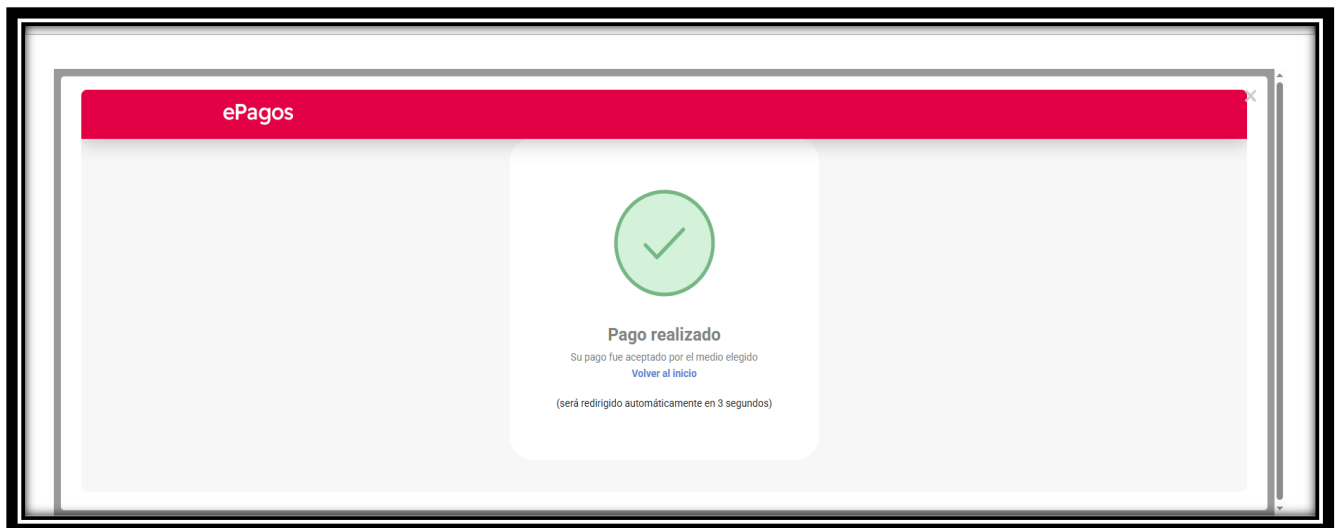 ePagos
Pago realizado
Su pago fue aceptado por el medio elegido
Volver al inicio
(será redirigido automáticamente en 3 segundos)